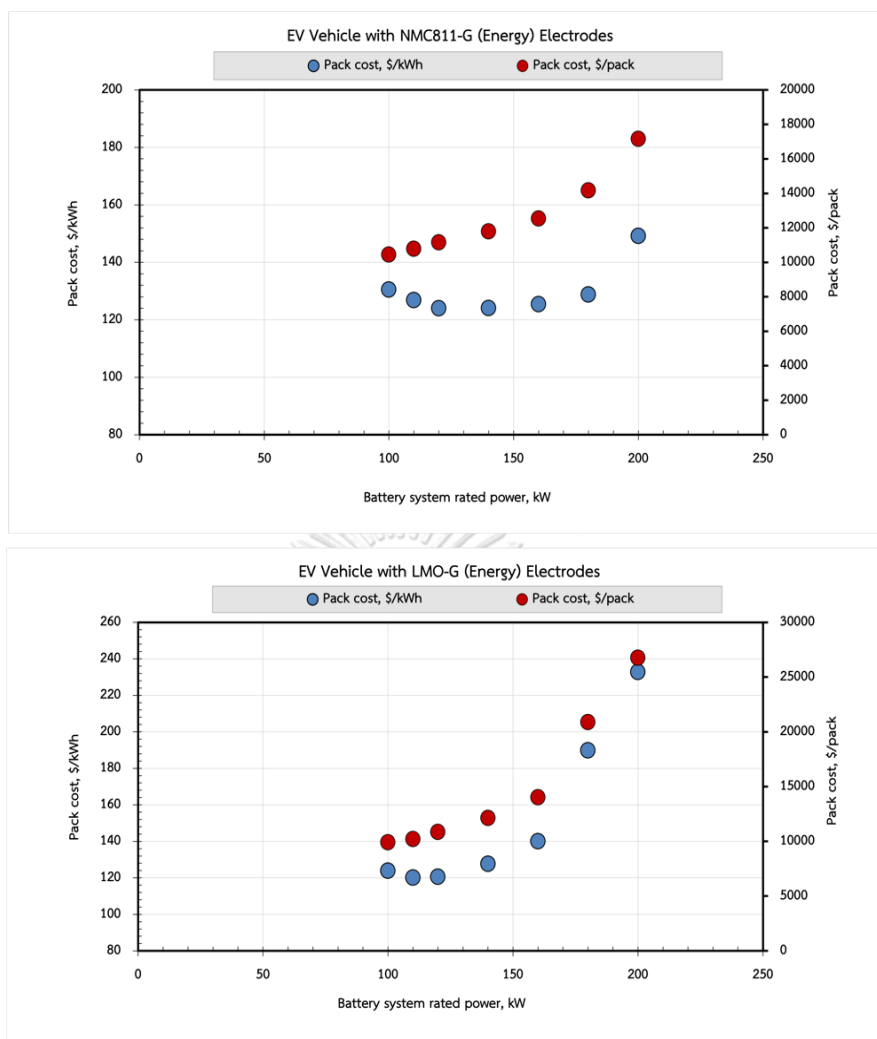 EV Vehicle with NMC811-G (Energy) Electrodes
Pack cost, $/kWh Pack cost, $/pack
200 20000
180 18000
16000
160 14000
12000
140 10000
120 8000
6000
100 4000
2000
80 0
Pack cost, $/kWh
Pack cost, $/pack
0 50 100 150 200 250
Battery system rated power, kW
EV Vehicle with LMO-G (Energy) Electrodes
Pack cost, $/kWh Pack cost, $/pack
260 30000
240
220 25000
200 20000
180
160 15000
140 10000
120
100 5000
80 0
Pack cost, $/kWh
Pack cost, $/pack
0 50 100 150 200 250
Battery system rated power, kW